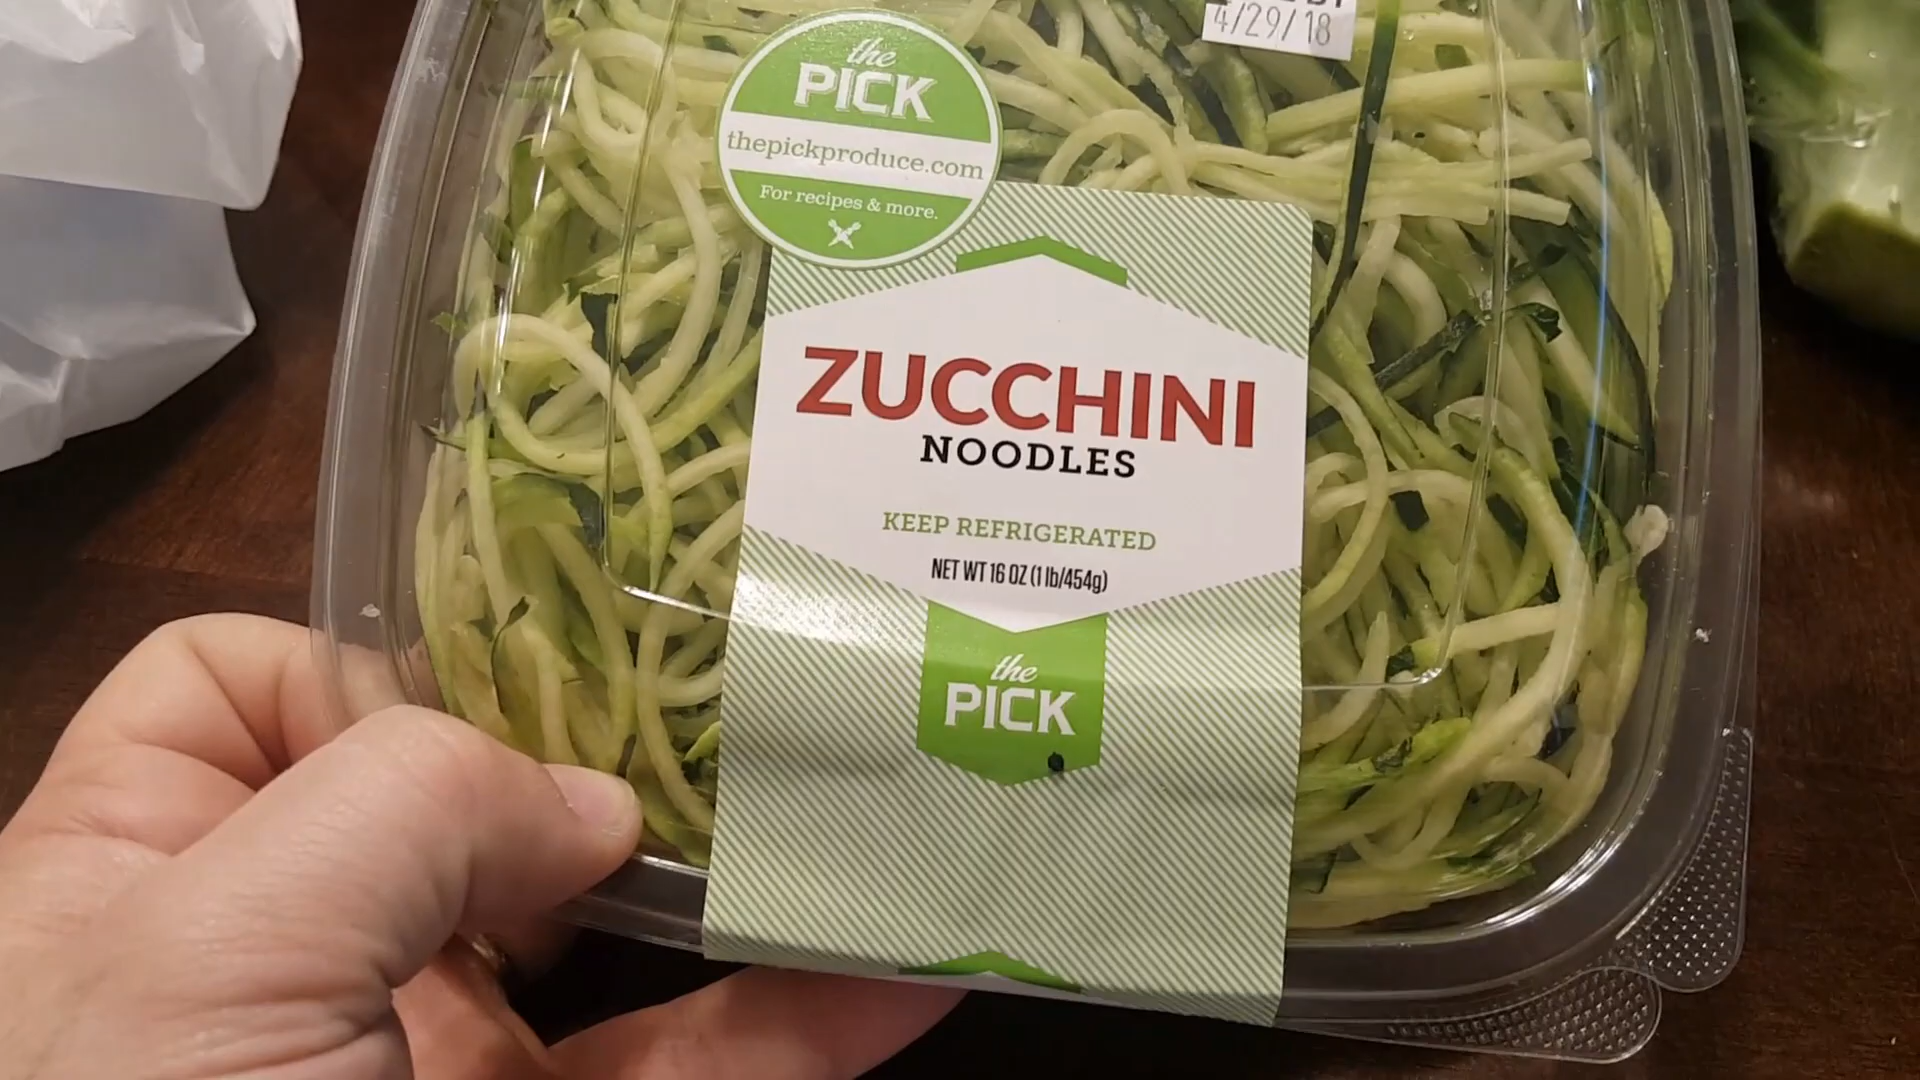 4/29/18
the
PICK
thepickproduce.com
For recipes & more.
ZUCCHINI
NOODLES
KEEP REFRIGERATED
NET WT 16 OZ (1 lb/454g)
the
PICK